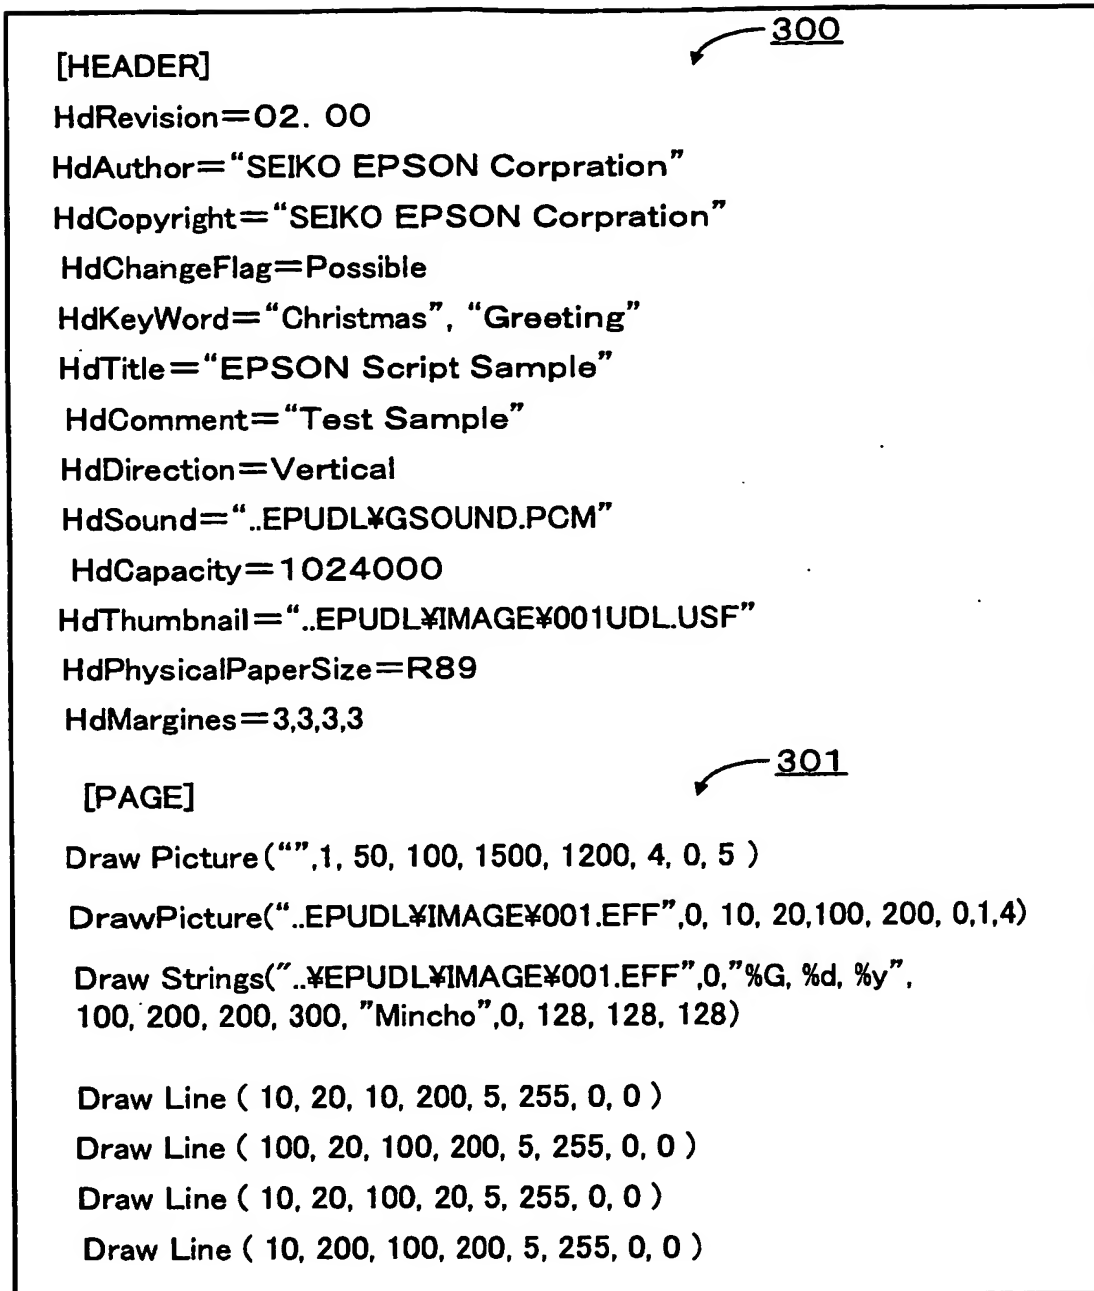 300
[HEADER]
HdRevision=02. 00
HdAuthor=“SEIKO EPSON Corpration”
HdCopyright=“SEIKO EPSON Corpration”
HdChangeFlag=Possible
HdKeyWord=“Christmas”, “Greeting”
HdTitle=“EPSON Script Sample”
HdComment=“Test Sample”
HdDirection=Vertical
HdSound=“..EPUDL¥GSOUND.PCM”
HdCapacity=1024000
HdThumbnail=“..EPUDL¥IMAGE¥001UDL.USF”
HdPhysicalPaperSize=R89
HdMargines=3,3,3,3
301
[PAGE]
Draw Picture(“”,1, 50, 100, 1500, 1200, 4, 0, 5 )
DrawPicture(“..EPUDL¥IMAGE¥001.EFF”,0, 10, 20,100, 200, 0,1,4)
Draw Strings(”..¥EPUDL¥IMAGE¥001.EFF”,0,”%G, %d, %y”,
100, 200, 200, 300, ”Mincho”,0, 128, 128, 128)
Draw Line ( 10, 20, 10, 200, 5, 255, 0, 0 )
Draw Line ( 100, 20, 100, 200, 5, 255, 0, 0 )
Draw Line ( 10, 20, 100, 20, 5, 255, 0, 0 )
Draw Line ( 10, 200, 100, 200, 5, 255, 0, 0 )